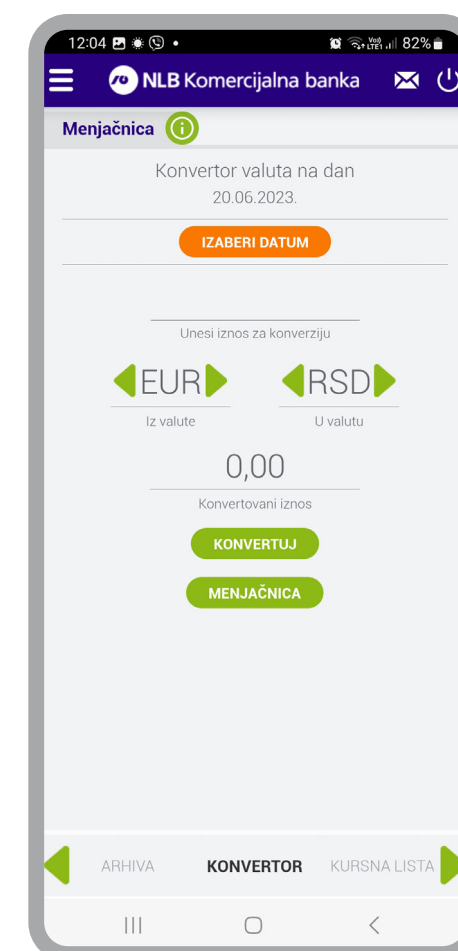 12:04 82%
NLB Komercijalna banka
Menjačnica
Konvertor valuta na dan
20.06.2023.
IZABERI DATUM
Unesi iznos za konverziju
EUR RSD
Iz valute U valutu
0,00
Konvertovani iznos
KONVERTUJ
MENJAČNICA
ARHIVA KONVERTOR KURSNA LISTA